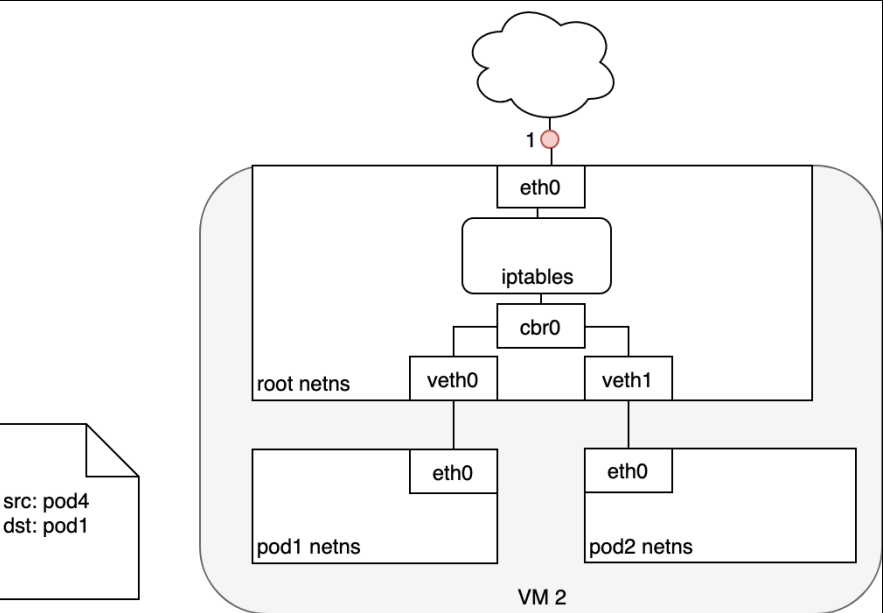 1
eth0
iptables
cbr0
root netns
veth0
veth1
eth0
eth0
src: pod4
dst: pod1
pod1 netns
pod2 netns
VM 2